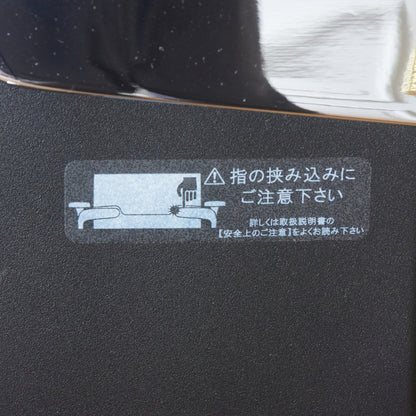 ⚠指の挟み込みに
ご注意下さい
詳しくは取扱説明書の
【安全上のご注意】をよくお読み下さい